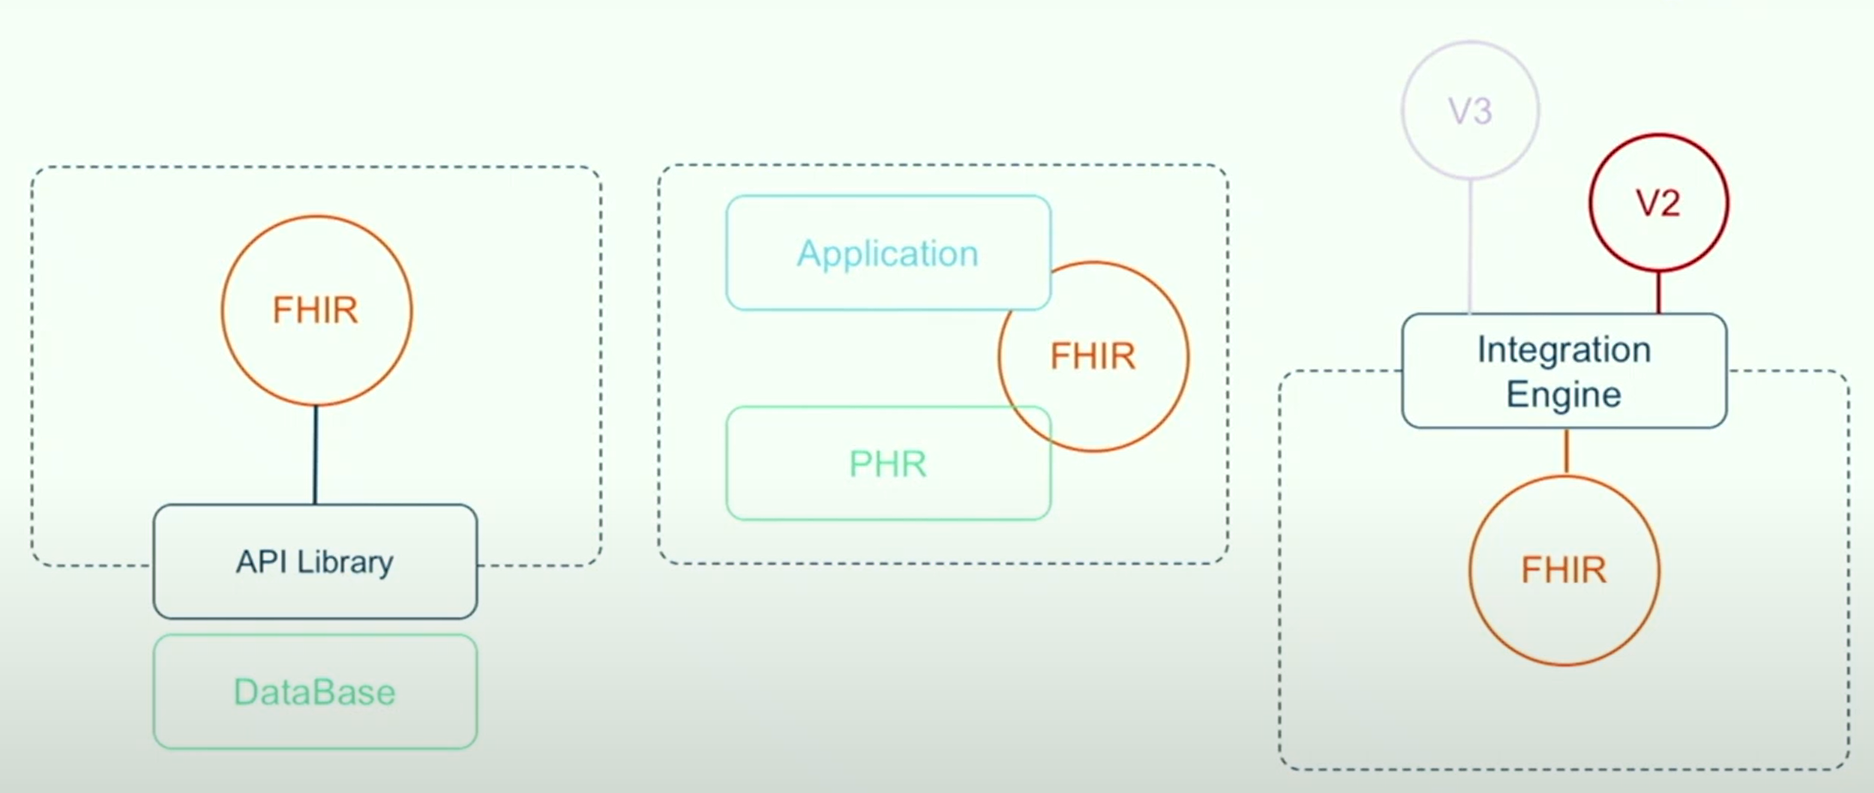 FHIR
API Library
DataBase
Application
FHIR
PHR
V3
V2
Integration
Engine
FHIR